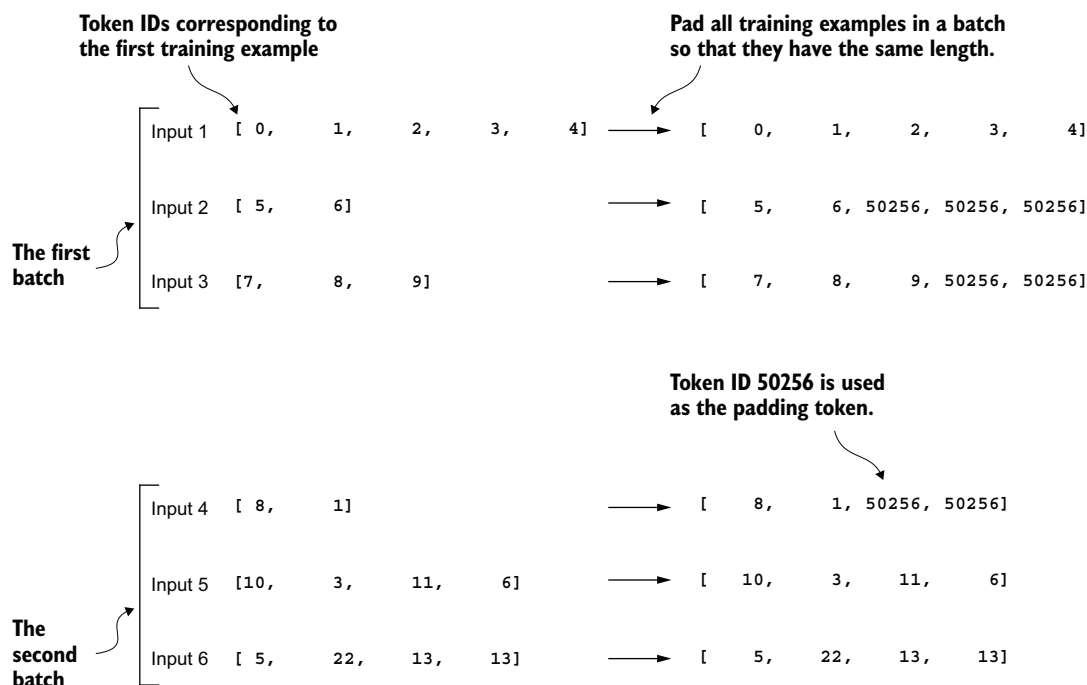 Token IDs corresponding to
the first training example
Pad all training examples in a batch
so that they have the same length.
Input 1 [ 0, 1, 2, 3, 4] [ 0, 1, 2, 3, 4]
Input 2 [ 5, 6] [ 5, 6, 50256, 50256, 50256]
The first
batch
Input 3 [7, 8, 9] [ 7, 8, 9, 50256, 50256]
Token ID 50256 is used
as the padding token.
Input 4 [ 8, 1] [ 8, 1, 50256, 50256]
Input 5 [10, 3, 11, 6] [ 10, 3, 11, 6]
The
second
batch
Input 6 [ 5, 22, 13, 13] [ 5, 22, 13, 13]